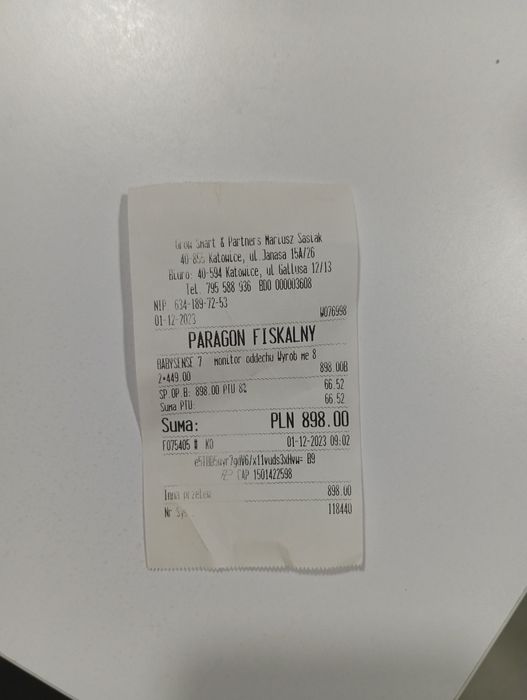 Smart & Partners Mariusz Sasiak
40-855 Katowice, ul. Janasa 15A/26
Biuro: 40-594 Katowice, ul Gallusa 12/13
Tel. 795 588 936 BDO 000003608
NIP 634-189-72-53
01-12-2023 W076998
PARAGON FISKALNY
BABYSENSE 7 monitor oddechu Wyrob me 8
2*449.00 898.00B
SP.OP.B: 898.00 PTU 8% 66.52
Suma PTU: 66.52
Suma: PLN 898.00
F075405 # K0 01-12-2023 09:02
B9
CAP 1501422598
Inna przelew 898.00
Nr 118440